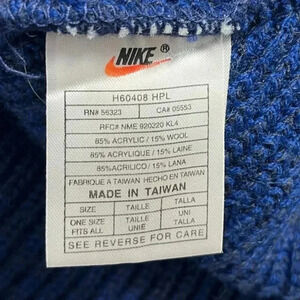 NIKE ®
H60408 HPL
RN# 56323 CA# 05553
RFC# NME 920220 KL4
85% ACRYLIC / 15% WOOL
85% ACRYLIQUE / 15% LAINE
85%ACRILICO / 15% LANA
FABRIQUE A TAIWAN HECHO EN TAIWAN
MADE IN TAIWAN
SIZE TAILLE TALLA
ONE SIZE TAILLE UNI
FITS ALL UNIÉ TALLA
SEE REVERSE FOR CARE